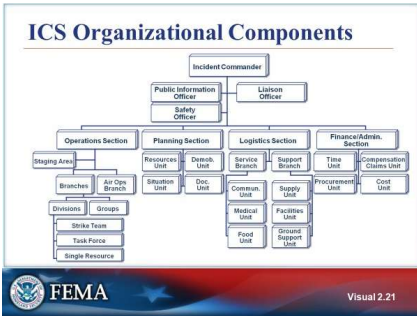 ICS Organizational Components
Incident Commander
Public Information
Officer
Liaison
Officer
Safety
Officer
Operations Section
Planning Section
Logistics Section
Finance/Admin.
Section
Staging Area
Branches
Air Ops
Branch
Divisions
Groups
Strike Team
Task Force
Single Resource
Resources
Unit
Demob.
Unit
Situation
Unit
Doc.
Unit
Service
Branch
Support
Branch
Commun.
Unit
Supply
Unit
Medical
Unit
Facilities
Unit
Food
Unit
Ground
Support
Unit
Time
Unit
Compensation
Claims Unit
Procurement
Unit
Cost
Unit
FEMA
Visual 2.21